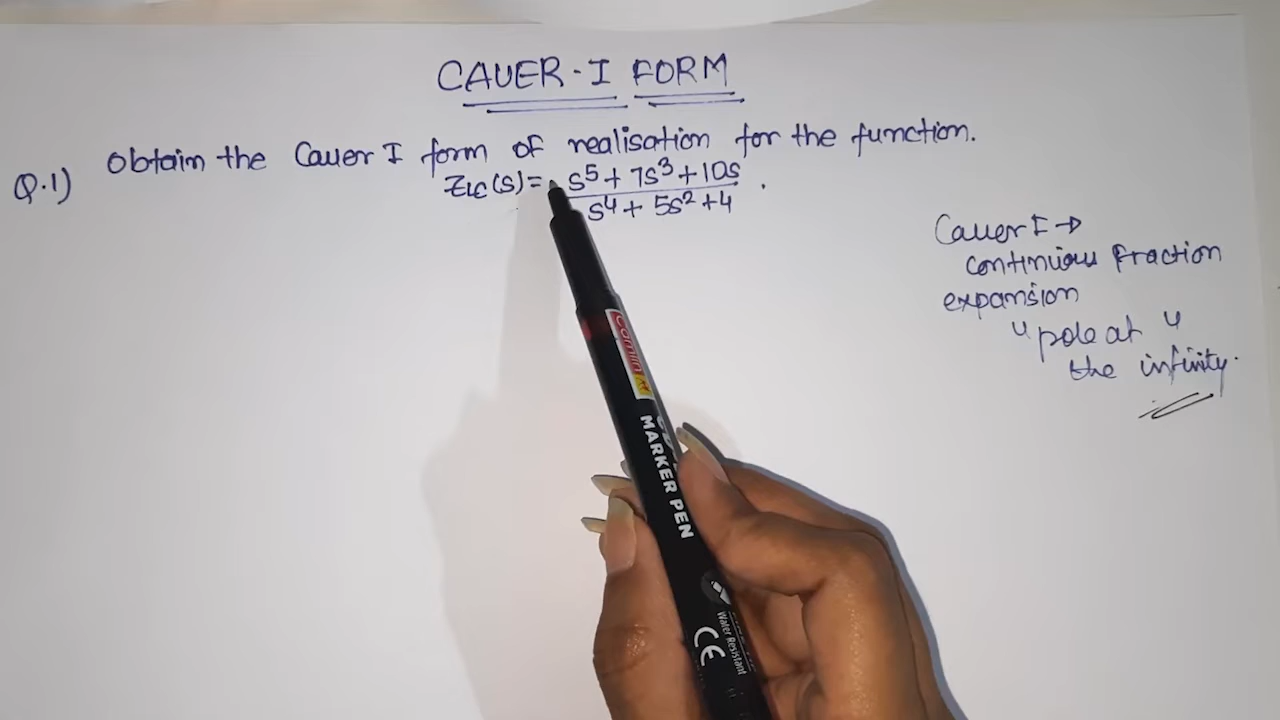 CAUER-I FORM
Q.1) Obtain the Cauer I form of realisation for the function.
ZLC(s)= s⁵+ 7s³+10s
s⁴+ 5s²+4 .
Cauer I →
continious fraction
expansion
"pole at "
the infinity.
Camlin
MARKER PEN
Water Resistant
CE